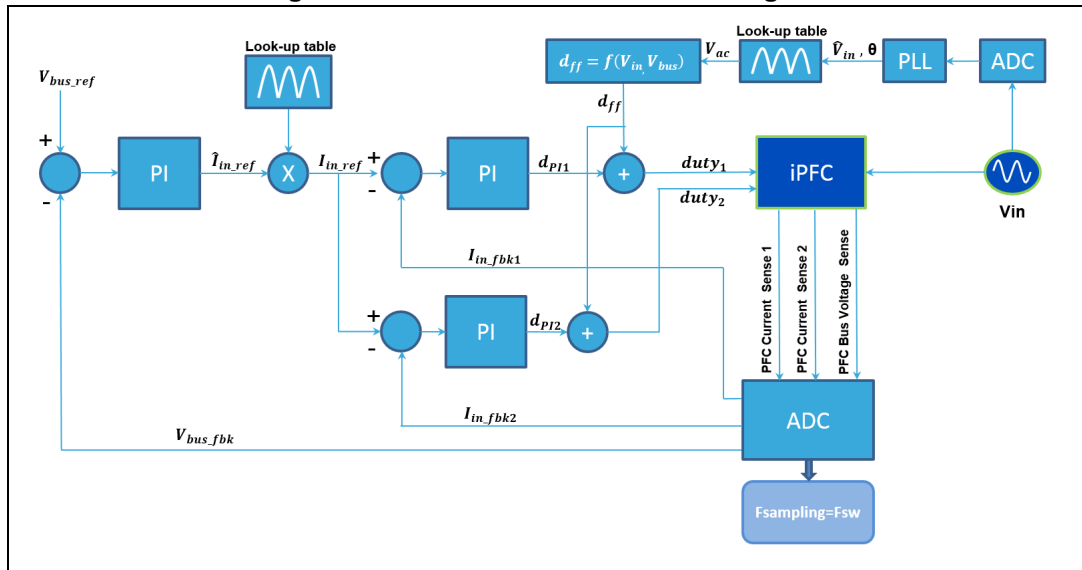 Look-up table
V_bus_ref
+
-
PI
Î_in_ref
X
I_in_ref
+
-
PI
d_PI1
+
d_ff = f(V_in, V_bus)
d_ff
V_ac
Look-up table
V̂_in , θ
PLL
ADC
Vin
duty_1
duty_2
iPFC
I_in_fbk1
+
-
PI
d_PI2
+
I_in_fbk2
V_bus_fbk
PFC Current Sense 1
PFC Current Sense 2
PFC Bus Voltage Sense
ADC
Fsampling=Fsw